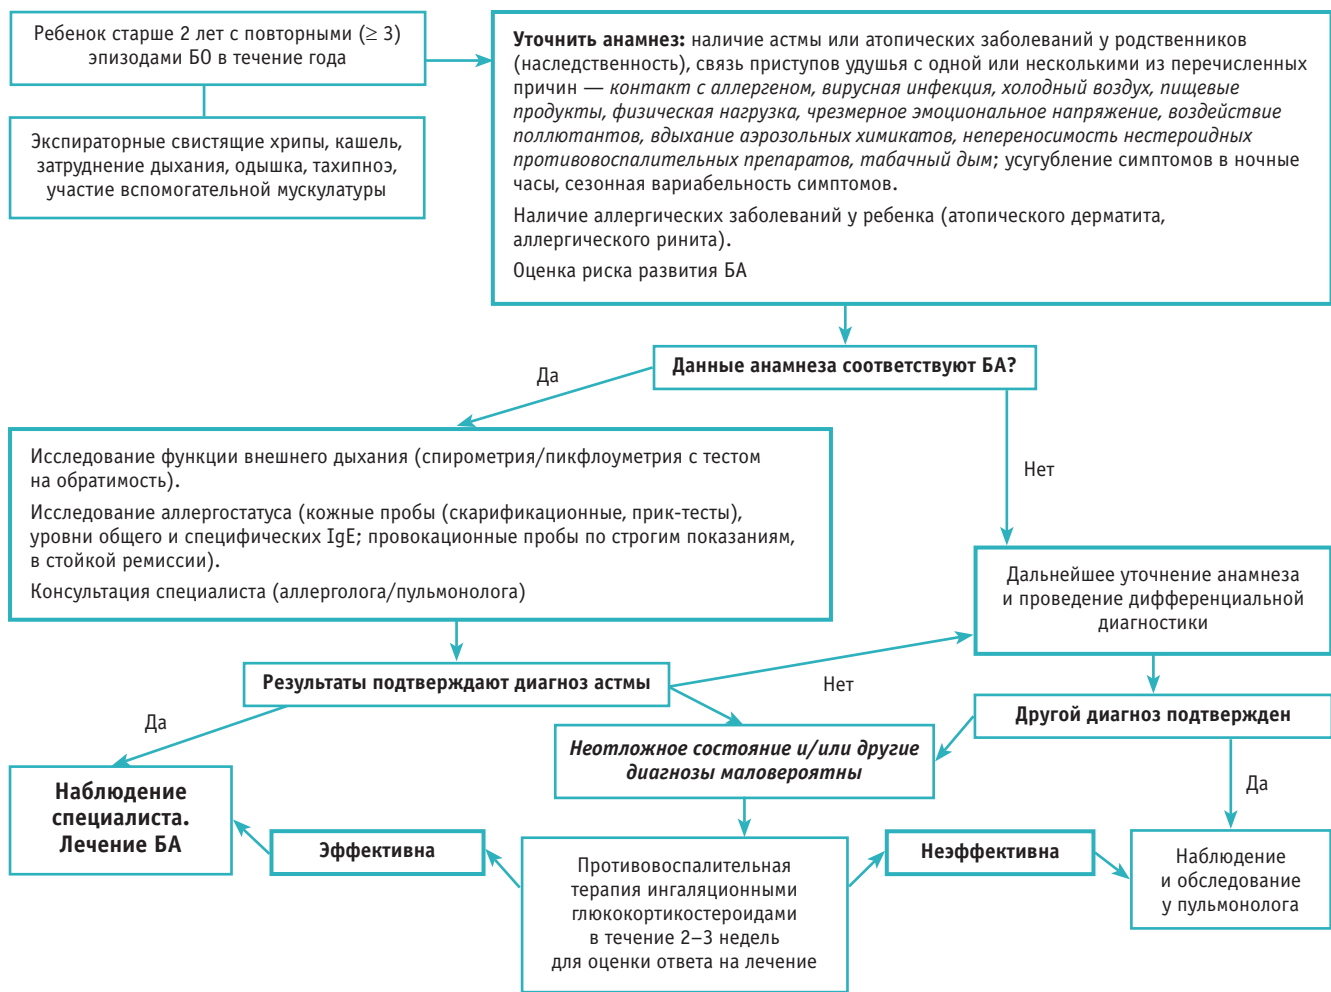 Ребенок старше 2 лет с повторными (≥ 3)
эпизодами БО в течение года
Экспираторные свистящие хрипы, кашель,
затруднение дыхания, одышка, тахипноэ,
участие вспомогательной мускулатуры
Уточнить анамнез: наличие астмы или атопических заболеваний у родственников
(наследственность), связь приступов удушья с одной или несколькими из перечисленных
причин — контакт с аллергеном, вирусная инфекция, холодный воздух, пищевые
продукты, физическая нагрузка, чрезмерное эмоциональное напряжение, воздействие
поллютантов, вдыхание аэрозольных химикатов, непереносимость нестероидных
противовоспалительных препаратов, табачный дым; усугубление симптомов в ночные
часы, сезонная вариабельность симптомов.
Наличие аллергических заболеваний у ребенка (атопического дерматита,
аллергического ринита).
Оценка риска развития БА
Данные анамнеза соответствуют БА?
Да
Нет
Исследование функции внешнего дыхания (спирометрия/пикфлоуметрия с тестом
на обратимость).
Исследование аллергостатуса (кожные пробы (скарификационные, прик-тесты),
уровни общего и специфических IgE; провокационные пробы по строгим показаниям,
в стойкой ремиссии).
Консультация специалиста (аллерголога/пульмонолога)
Дальнейшее уточнение анамнеза
и проведение дифференциальной
диагностики
Результаты подтверждают диагноз астмы
Нет
Да
Другой диагноз подтвержден
Неотложное состояние и/или другие
диагнозы маловероятны
Да
Наблюдение
специалиста.
Лечение БА
Эффективна
Противовоспалительная
терапия ингаляционными
глюкокортикостероидами
в течение 2–3 недель
для оценки ответа на лечение
Неэффективна
Наблюдение
и обследование
у пульмонолога